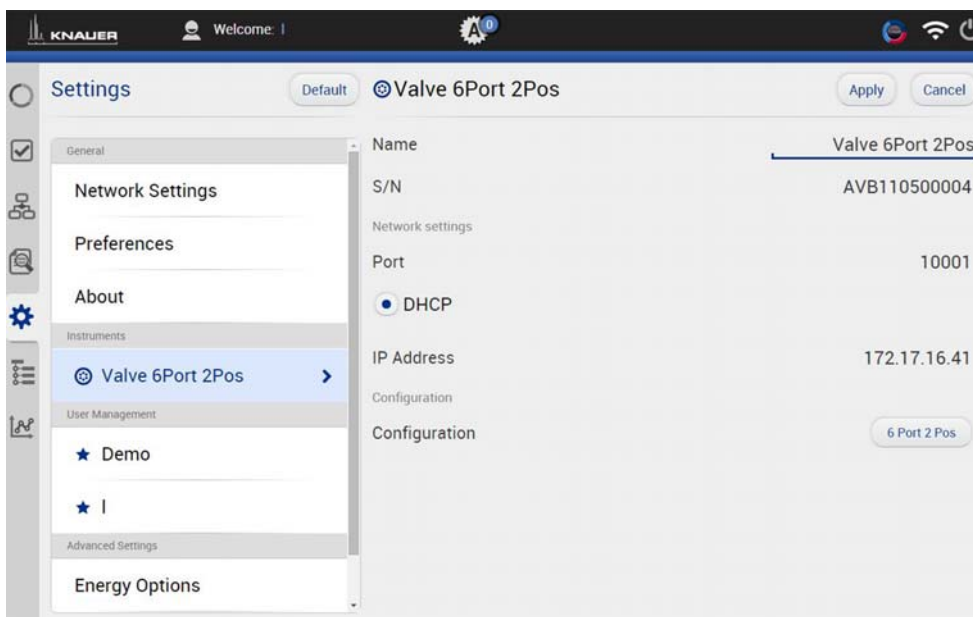 KNAUER
Welcome: l
A 0
Settings
Default
Valve 6Port 2Pos
Apply
Cancel
General
Network Settings
Preferences
About
Instruments
Valve 6Port 2Pos
User Management
Demo
l
Advanced Settings
Energy Options
Name
Valve 6Port 2Pos
S/N
AVB110500004
Network settings
Port
10001
DHCP
IP Address
172.17.16.41
Configuration
Configuration
6 Port 2 Pos